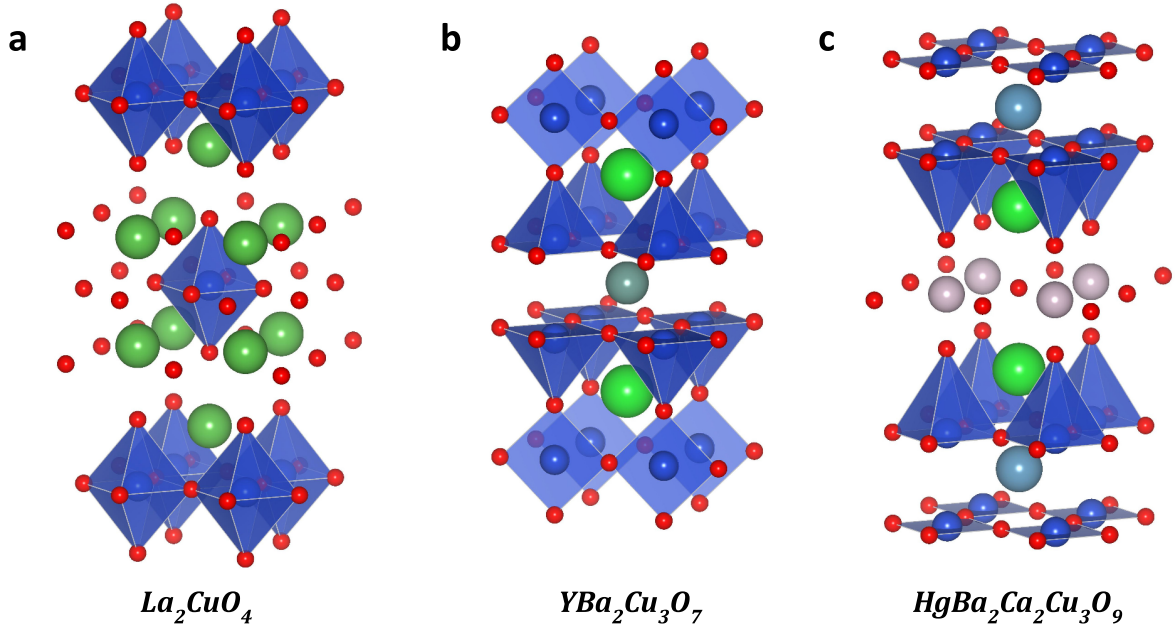 a
b
c
La₂CuO₄
YBa₂Cu₃O₇
HgBa₂Ca₂Cu₃O₉